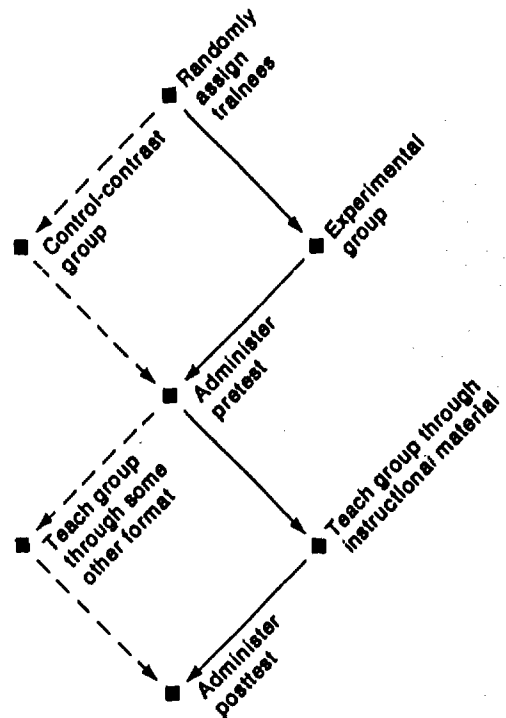 Randomly
assign
trainees
Control-contrast
group
Experimental
group
Administer
pretest
Teach group
through some
other format
Teach group through
instructional material
Administer
posttest